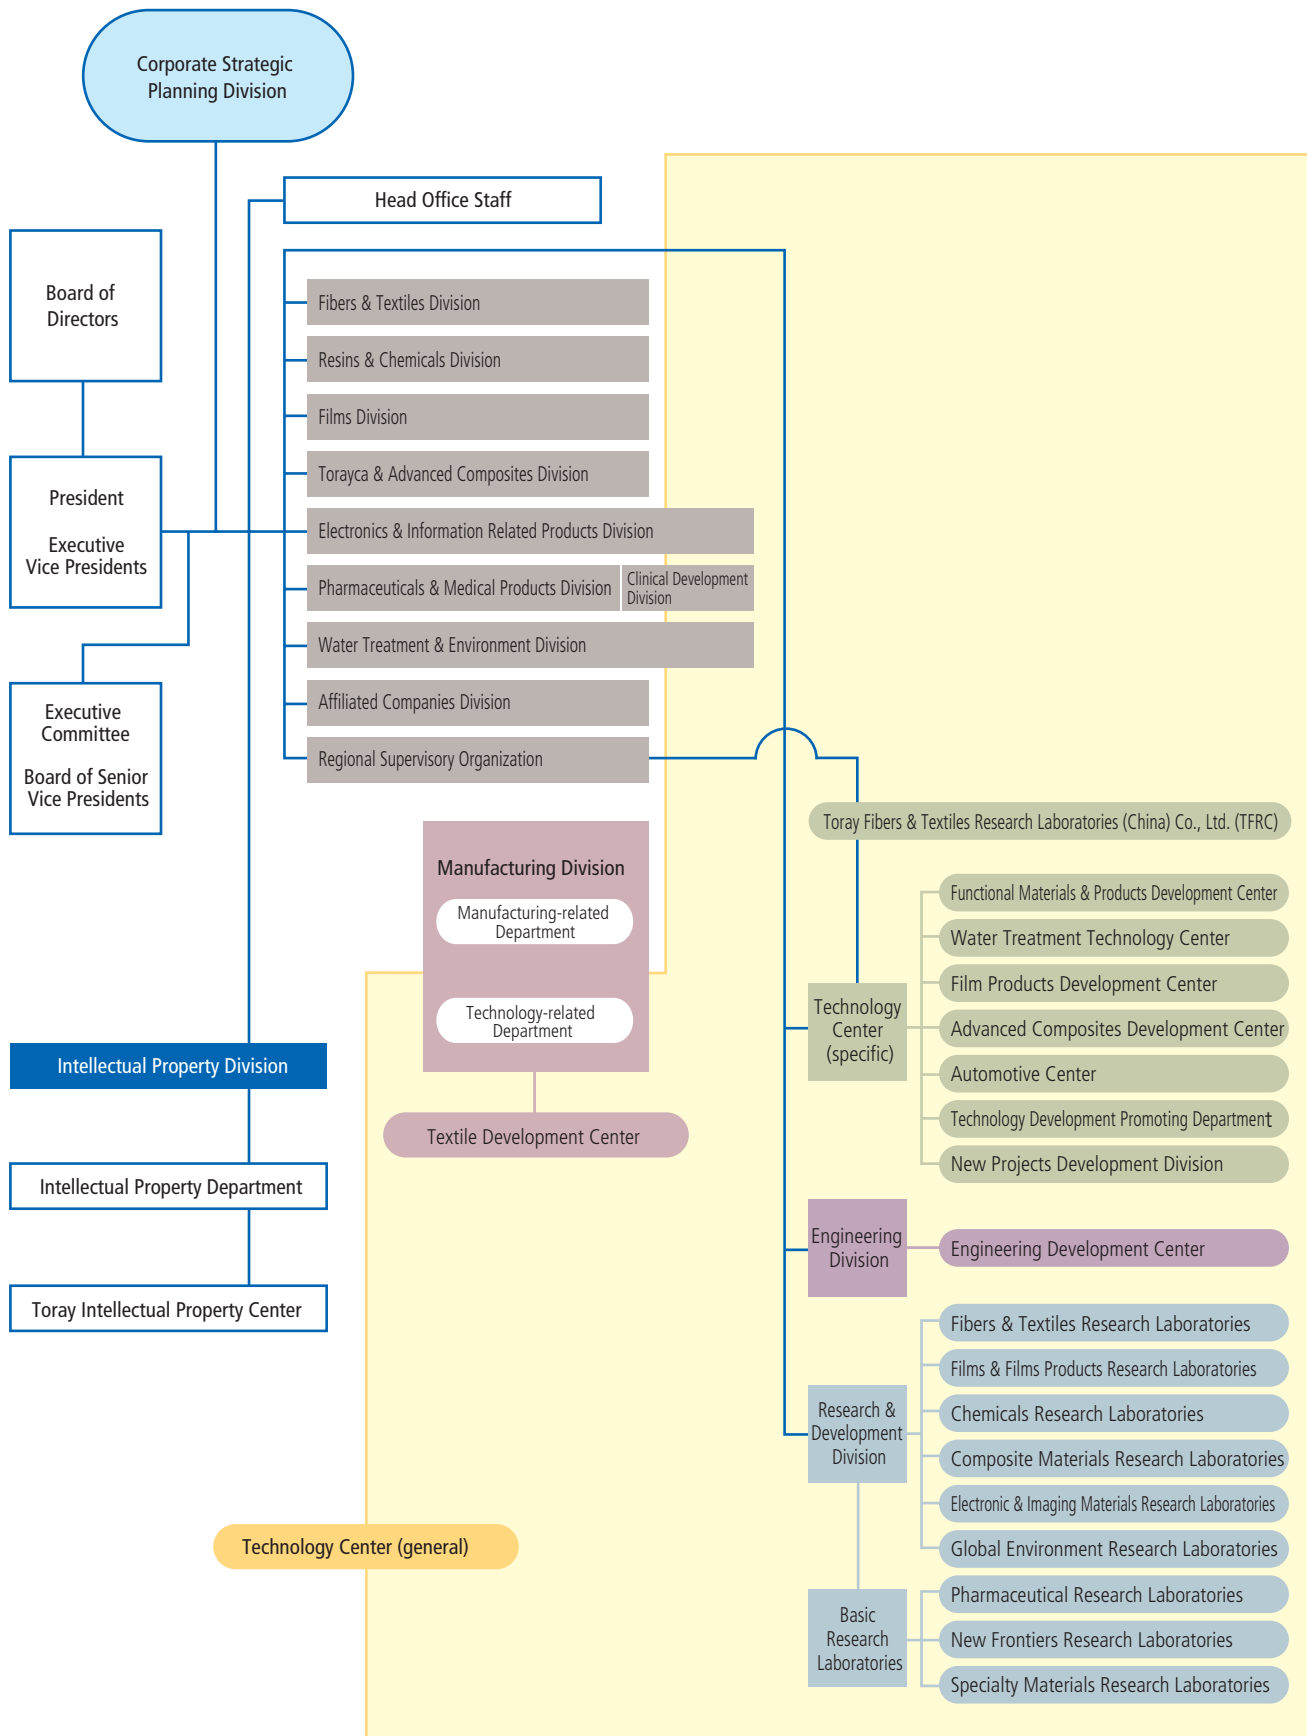 Corporate Strategic
Planning Division
Head Office Staff
Board of
Directors
President
Executive
Vice Presidents
Executive
Committee
Board of Senior
Vice Presidents
Fibers & Textiles Division
Resins & Chemicals Division
Films Division
Torayca & Advanced Composites Division
Electronics & Information Related Products Division
Pharmaceuticals & Medical Products Division
Clinical Development
Division
Water Treatment & Environment Division
Affiliated Companies Division
Regional Supervisory Organization
Manufacturing Division
Manufacturing-related
Department
Technology-related
Department
Textile Development Center
Intellectual Property Division
Intellectual Property Department
Toray Intellectual Property Center
Technology Center (general)
Toray Fibers & Textiles Research Laboratories (China) Co., Ltd. (TFRC)
Technology
Center
(specific)
Functional Materials & Products Development Center
Water Treatment Technology Center
Film Products Development Center
Advanced Composites Development Center
Automotive Center
Technology Development Promoting Department
New Projects Development Division
Engineering
Division
Engineering Development Center
Research &
Development
Division
Fibers & Textiles Research Laboratories
Films & Films Products Research Laboratories
Chemicals Research Laboratories
Composite Materials Research Laboratories
Electronic & Imaging Materials Research Laboratories
Global Environment Research Laboratories
Basic
Research
Laboratories
Pharmaceutical Research Laboratories
New Frontiers Research Laboratories
Specialty Materials Research Laboratories